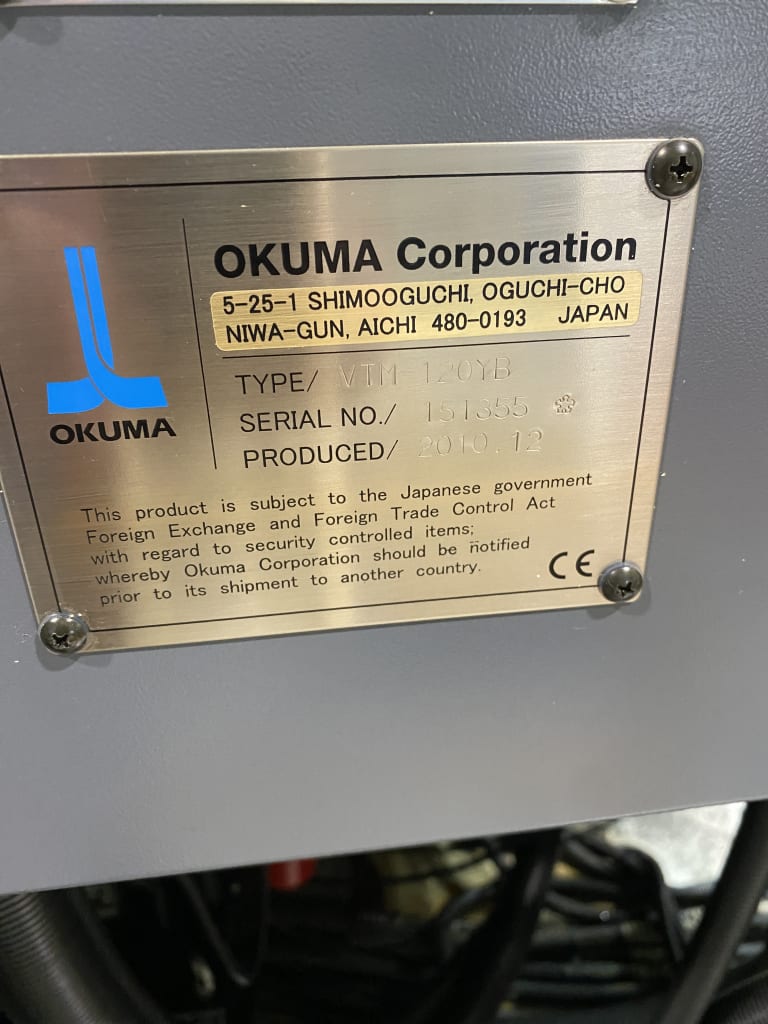 OKUMA
OKUMA Corporation
5-25-1 SHIMOOGUCHI, OGUCHI-CHO
NIWA-GUN, AICHI 480-0193 JAPAN
TYPE/ VTM-120YB
SERIAL NO./ 151355
PRODUCED/ 2010.12
This product is subject to the Japanese government
Foreign Exchange and Foreign Trade Control Act
with regard to security controlled items;
whereby Okuma Corporation should be notified
prior to its shipment to another country.
CE